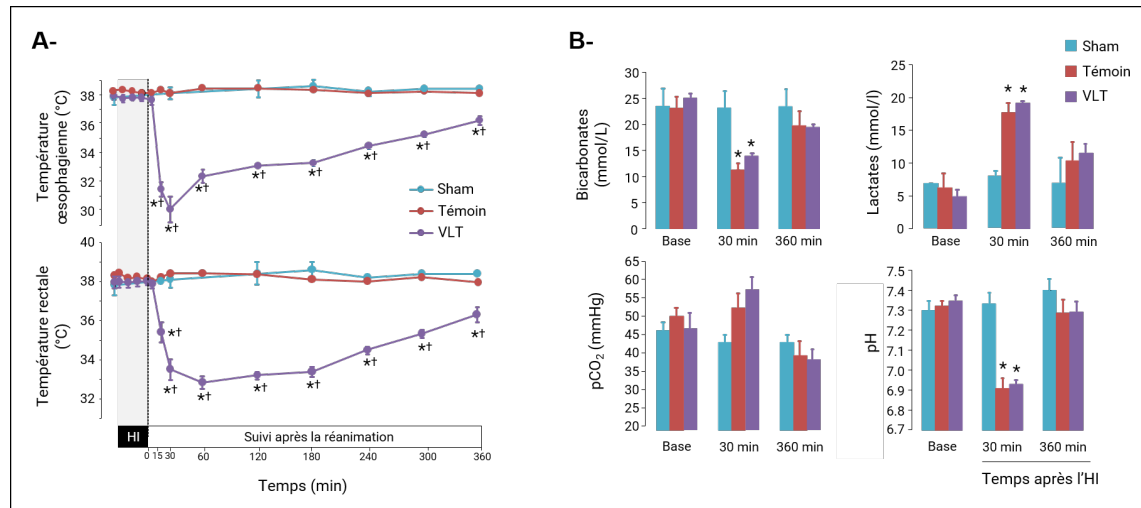 A-
Température
œsophagienne (°C)
38
36
34
32
30
*†
*†
*†
*†
*†
*†
*†
*†
Sham
Témoin
VLT
Température rectale
(°C)
40
38
36
34
32
*†
*†
*†
*†
*†
*†
*†
*†
HI
Suivi après la réanimation
0 15 30 60 120 180 240 300 360
Temps (min)
B-
Sham
Témoin
VLT
Bicarbonates
(mmol/L)
30
25
20
15
10
5
0
* *
Base 30 min 360 min
Lactates (mmol/l)
25
20
15
10
5
0
* *
Base 30 min 360 min
pCO₂ (mmHg)
65
60
55
50
45
40
35
30
25
20
Base 30 min 360 min
pH
7.5
7.4
7.3
7.2
7.1
7.0
6.9
6.8
6.7
* *
Base 30 min 360 min
Temps après l'HI